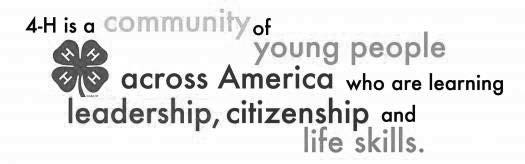 4-H is a community of
young people
H H H H
across America who are learning
leadership, citizenship and
life skills.